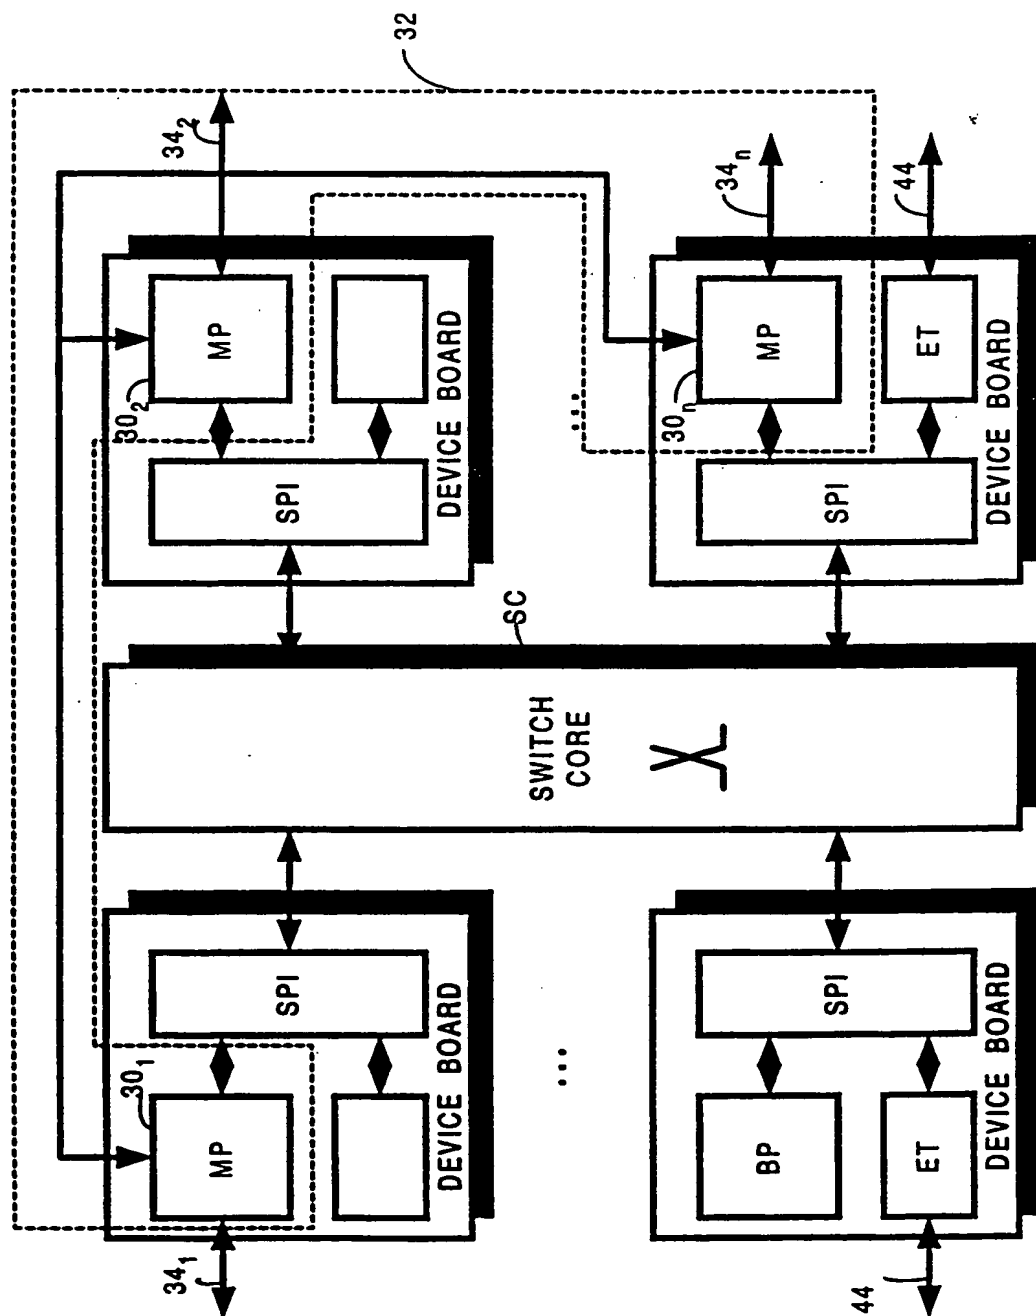 30₁
30₂
34₁
34₂
MP
MP
SPI
SPI
32
DEVICE BOARD
DEVICE BOARD
SC
SWITCH
CORE
...
...
30ₙ
34ₙ
BP
MP
SPI
SPI
44
44
ET
ET
DEVICE BOARD
DEVICE BOARD